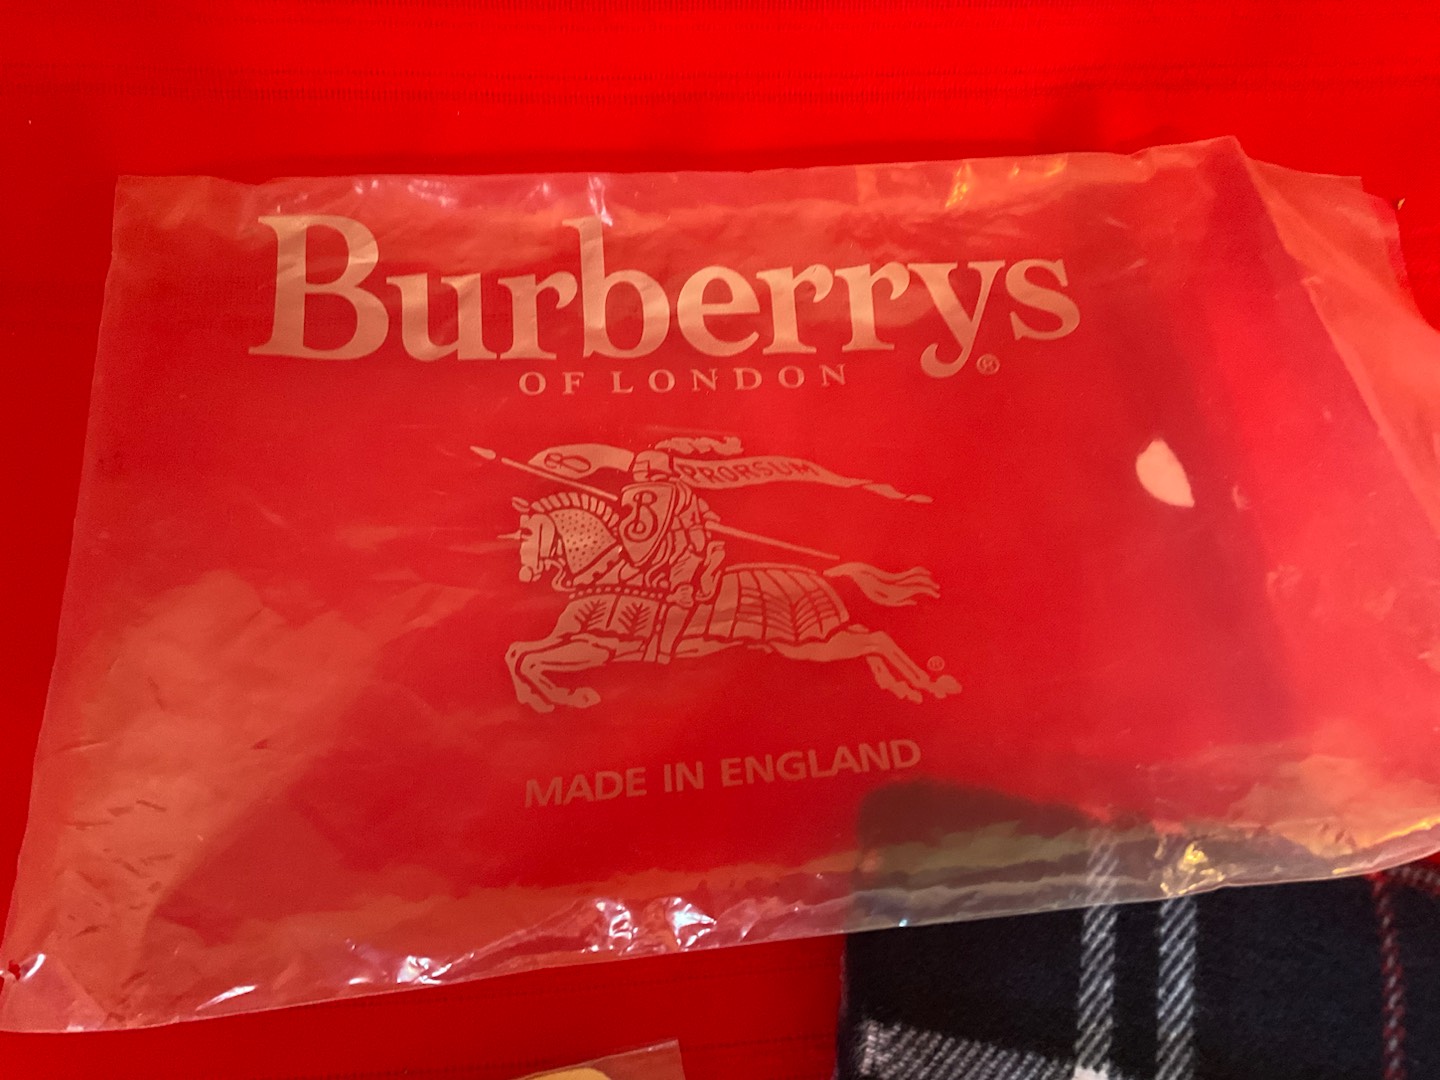 Burberrys®
OF LONDON
PRORSUM
B
®
MADE IN ENGLAND